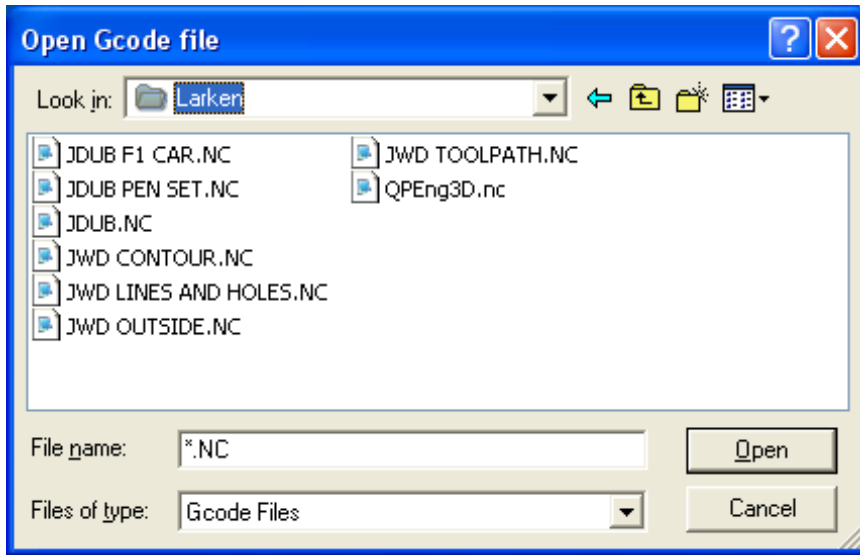 Open Gcode file
Look in: Larken
JDUB F1 CAR.NC
JDUB PEN SET.NC
JDUB.NC
JWD CONTOUR.NC
JWD LINES AND HOLES.NC
JWD OUTSIDE.NC
JWD TOOLPATH.NC
QPEng3D.nc
File name: *.NC
Open
Files of type: Gcode Files
Cancel